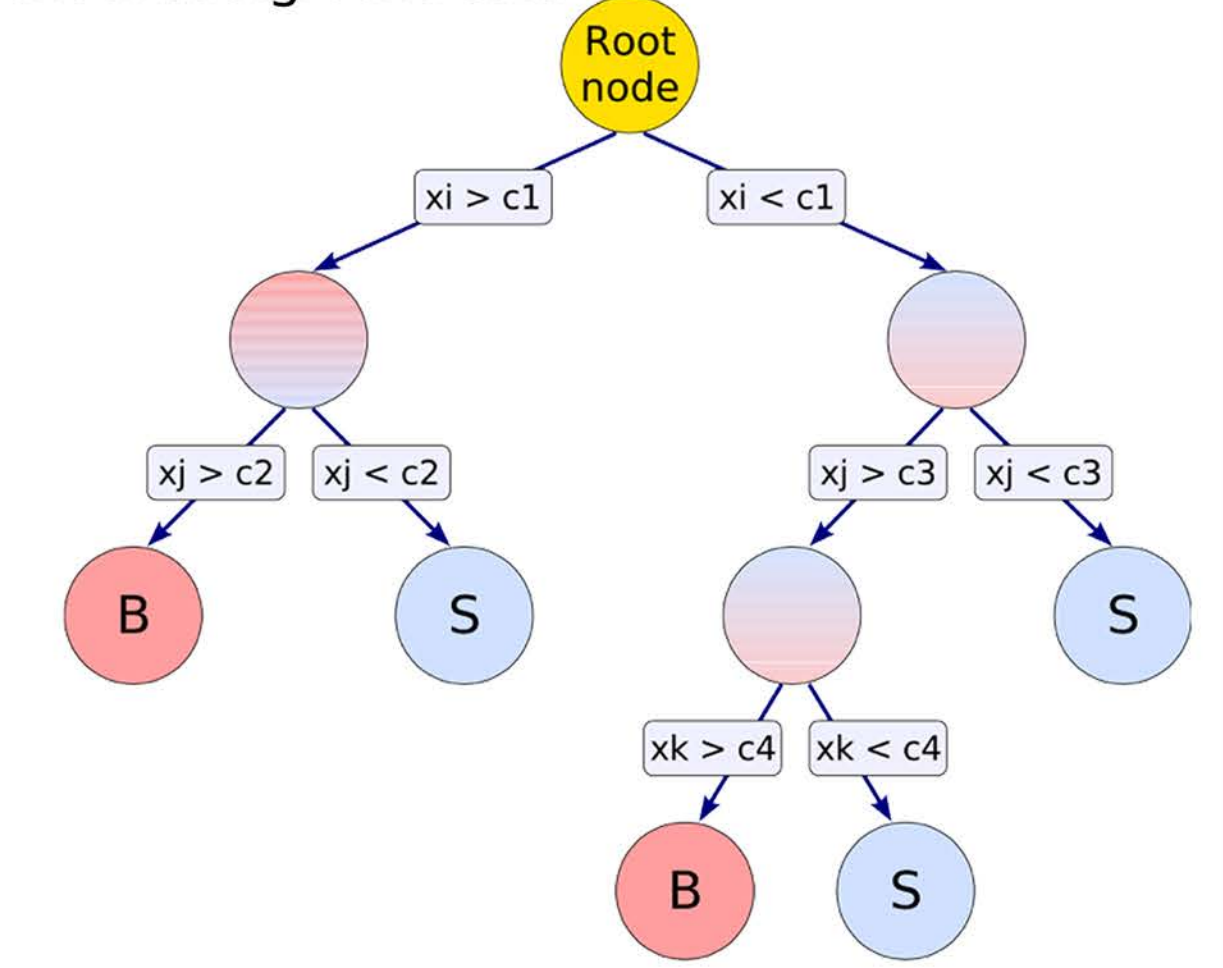 Root
node
xi > c1
xi < c1
xj > c2
xj < c2
xj > c3
xj < c3
B
S
S
xk > c4
xk < c4
B
S